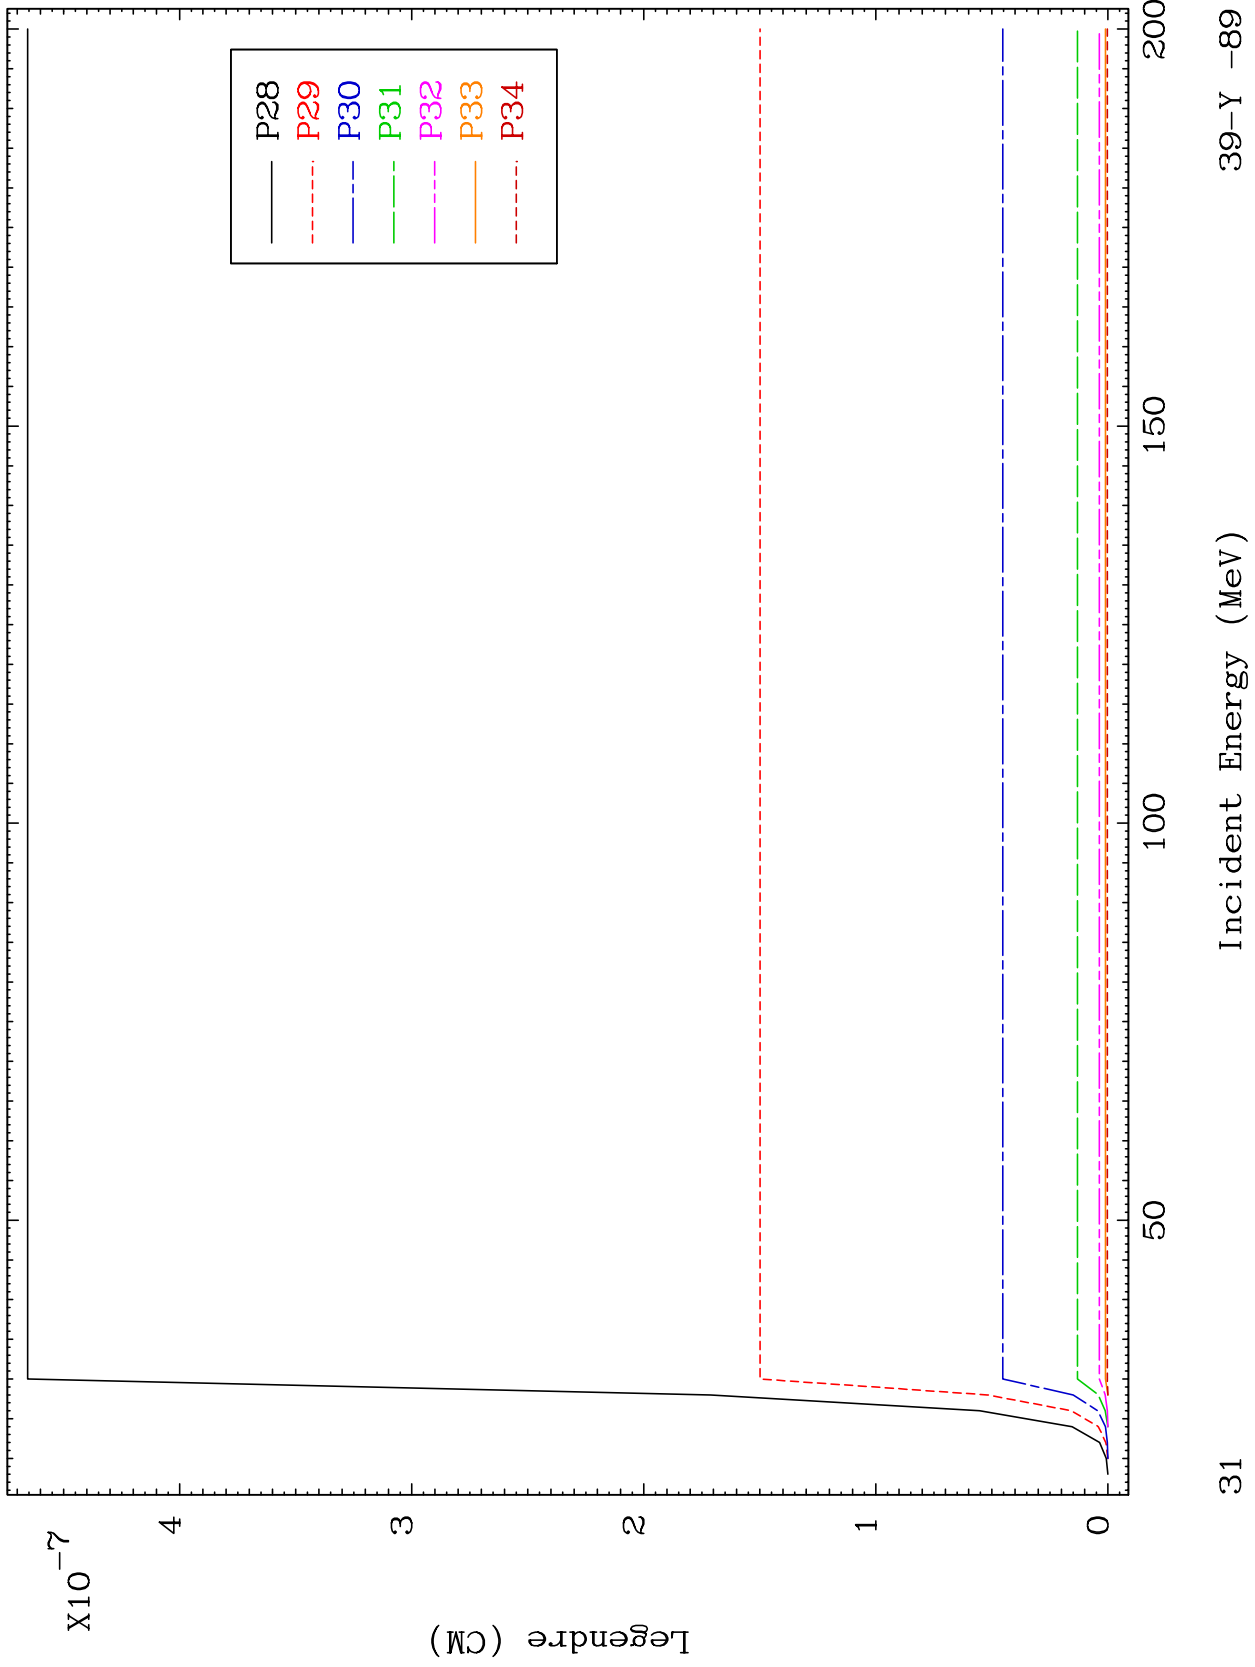 X10-7
Legendre (CM)
4
3
2
1
0
P28
P29
P30
P31
P32
P33
P34
50
100
150
200
31
Incident Energy (MeV)
39-Y -89